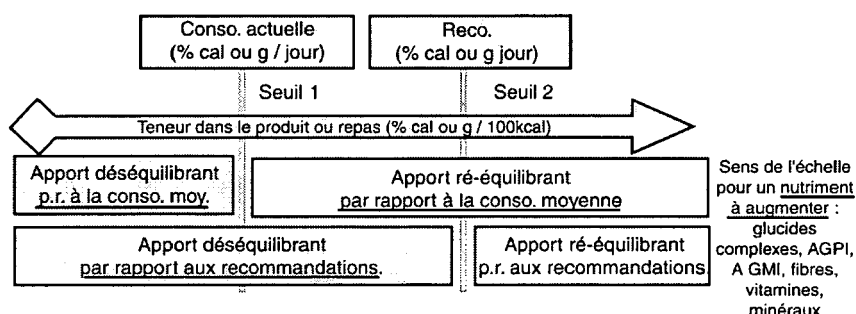 Conso. actuelle
(% cal ou g / jour)
Reco.
(% cal ou g jour)
Seuil 1
Seuil 2
Teneur dans le produit ou repas (% cal ou g / 100kcal)
Apport déséquilibrant
p.r. à la conso. moy.
Apport ré-équilibrant
par rapport à la conso. moyenne
Apport déséquilibrant
par rapport aux recommandations.
Apport ré-équilibrant
p.r. aux recommandations.
Sens de l'échelle
pour un nutriment
à augmenter :
glucides
complexes, AGPI,
A GMI, fibres,
vitamines,
minéraux